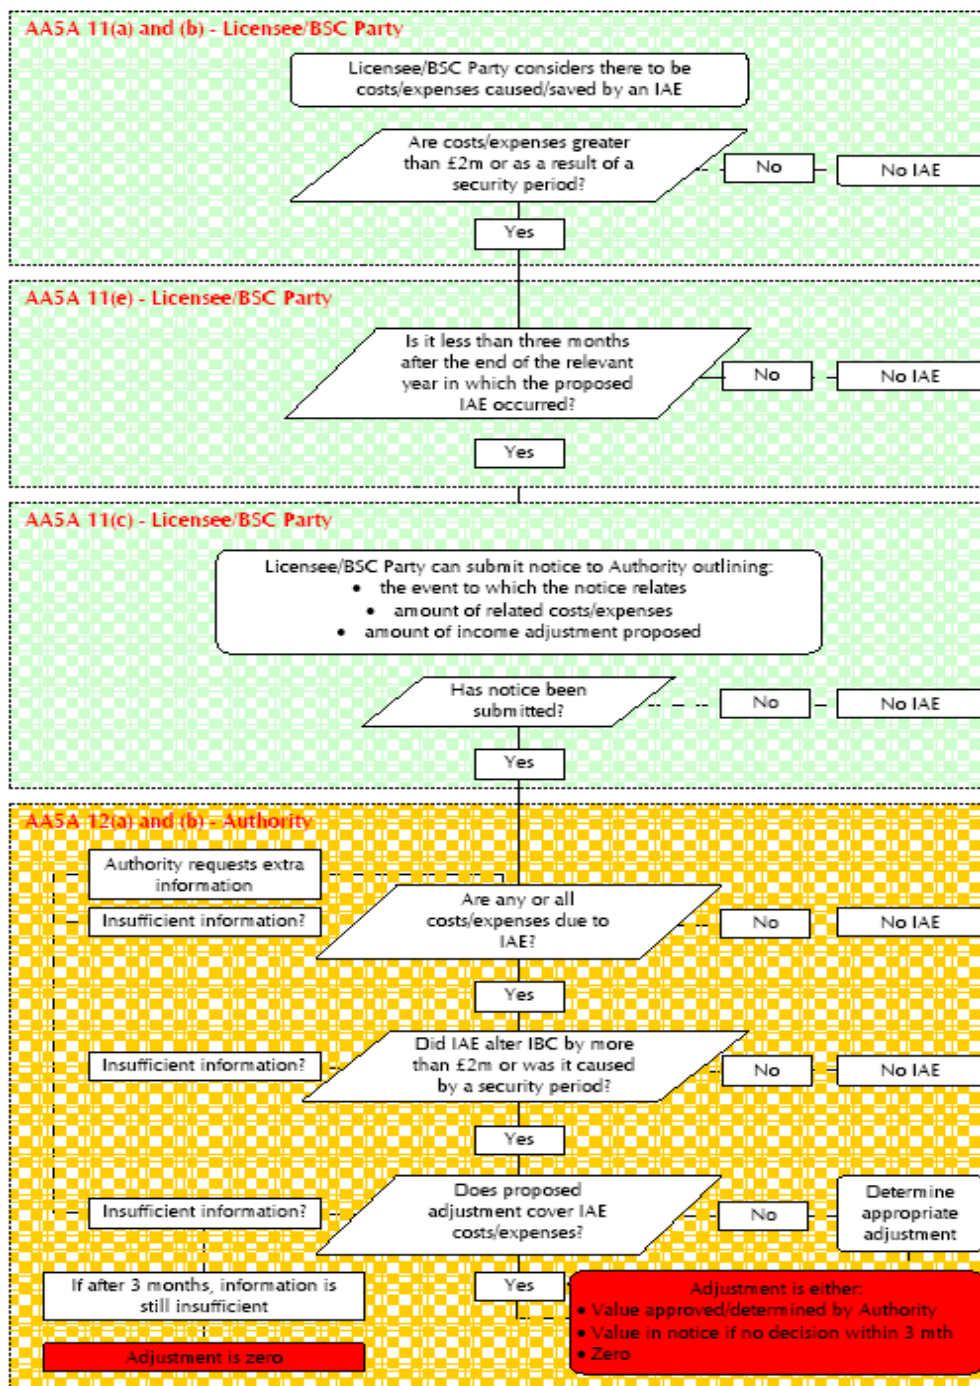 AA5A 11(a) and (b) - Licensee/BSC Party
Licensee/BSC Party considers there to be
costs/expenses caused/saved by an IAE
Are costs/expenses greater
than £2m or as a result of a
security period?
No
No IAE
Yes
AA5A 11(e) - Licensee/BSC Party
Is it less than three months
after the end of the relevant
year in which the proposed
IAE occurred?
No
No IAE
Yes
AA5A 11(c) - Licensee/BSC Party
Licensee/BSC Party can submit notice to Authority outlining:
• the event to which the notice relates
• amount of related costs/expenses
• amount of income adjustment proposed
Has notice been
submitted?
No
No IAE
Yes
AA5A 12(a) and (b) - Authority
Authority requests extra
information
Insufficient information?
Are any or all
costs/expenses due to
IAE?
No
No IAE
Yes
Insufficient information?
Did IAE alter IBC by more
than £2m or was it caused
by a security period?
No
No IAE
Yes
Insufficient information?
Does proposed
adjustment cover IAE
costs/expenses?
No
Determine
appropriate
adjustment
Yes
If after 3 months, information is
still insufficient
Adjustment is zero
Adjustment is either:
• Value approved/determined by Authority
• Value in notice if no decision within 3 mth
• Zero